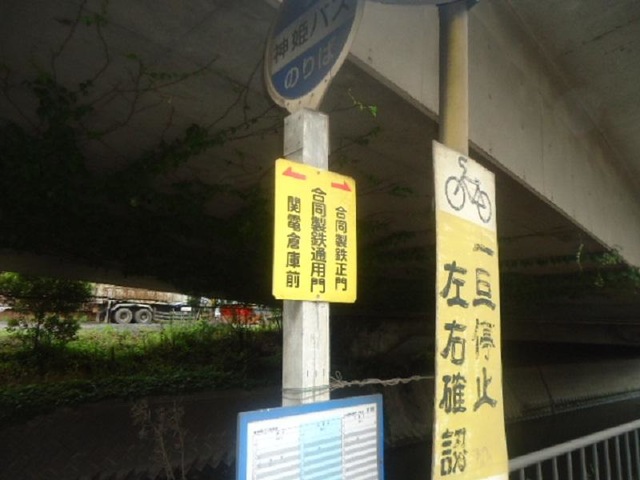 神姫バス
のりば
合同製鉄正門
合同製鉄通用門
関電倉庫前
一旦停止
左右確認